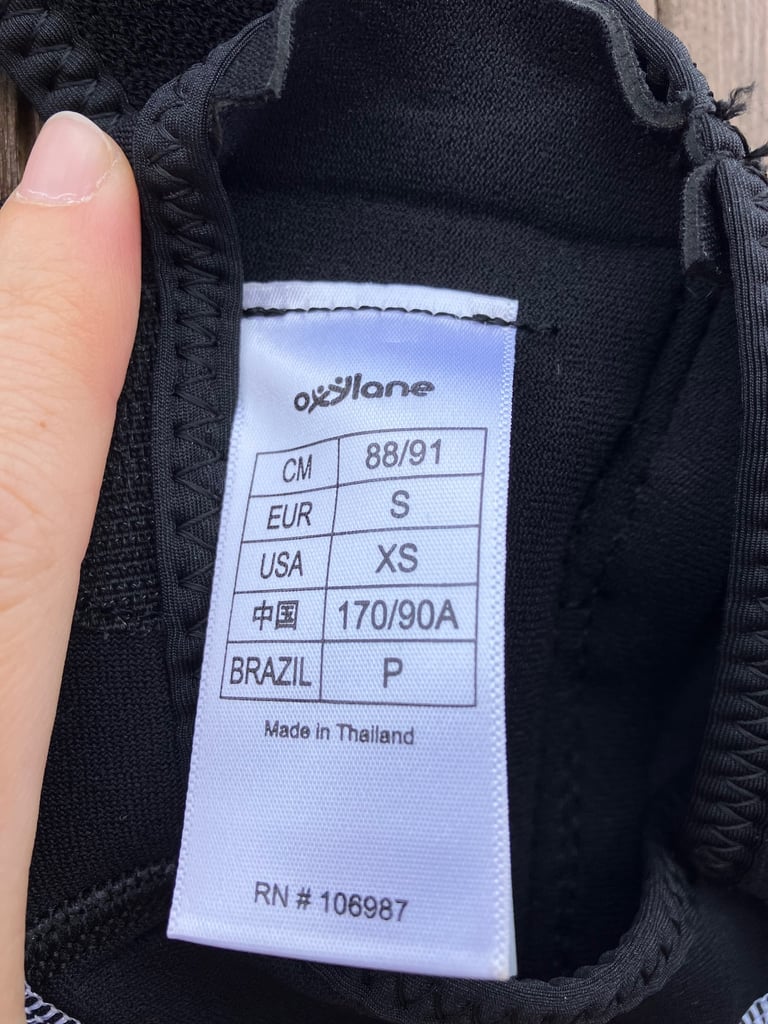 oxylane
CM 88/91
EUR S
USA XS
中国 170/90A
BRAZIL P
Made in Thailand
RN # 106987